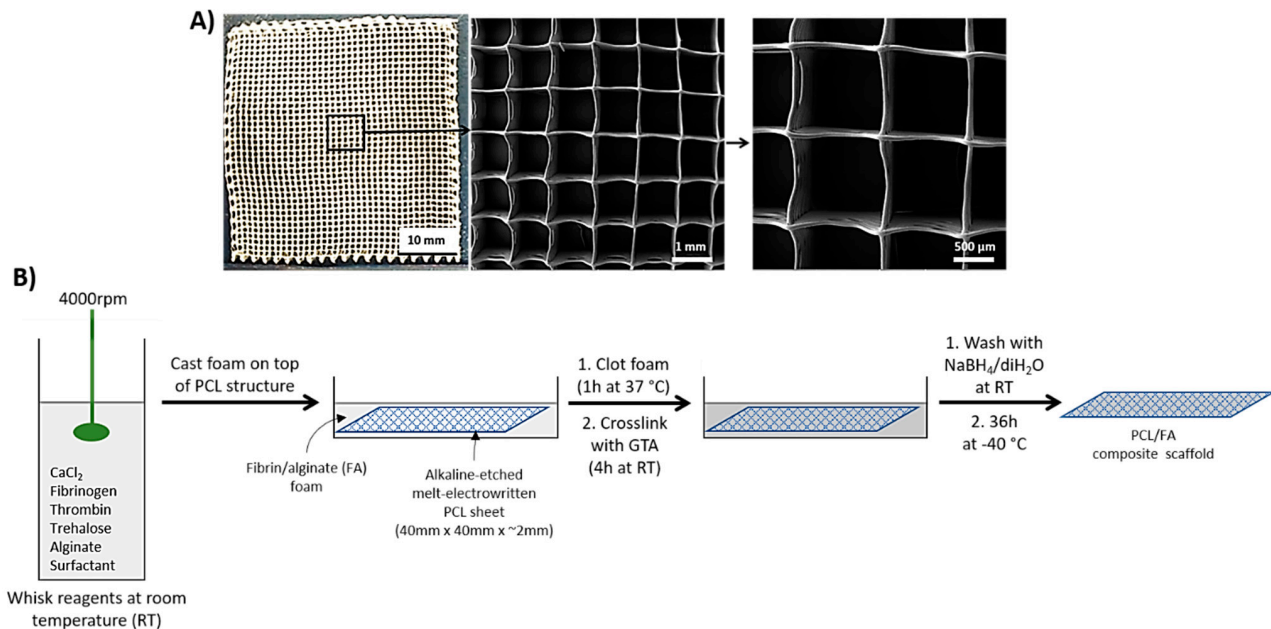 A)
10 mm
1 mm
500 µm
B)
4000rpm
CaCl₂
Fibrinogen
Thrombin
Trehalose
Alginate
Surfactant
Whisk reagents at room
temperature (RT)
Cast foam on top
of PCL structure
Fibrin/alginate (FA)
foam
Alkaline-etched
melt-electrowritten
PCL sheet
(40mm x 40mm x ~2mm)
1. Clot foam
(1h at 37 °C)
2. Crosslink
with GTA
(4h at RT)
1. Wash with
NaBH₄/diH₂O
at RT
2. 36h
at -40 °C
PCL/FA
composite scaffold